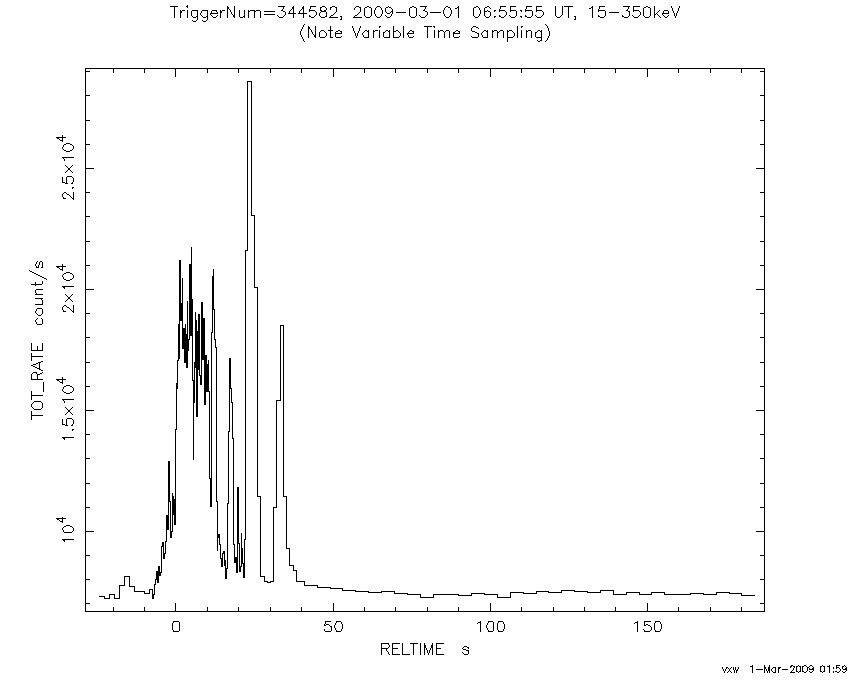 TriggerNum=344582, 2009-03-01 06:55:55 UT, 15-350keV
(Note Variable Time Sampling)
2.5×10⁴
2×10⁴
1.5×10⁴
10⁴
TOT_RATE count/s
0 50 100 150
RELTIME s
vxw 1-Mar-2009 01:59